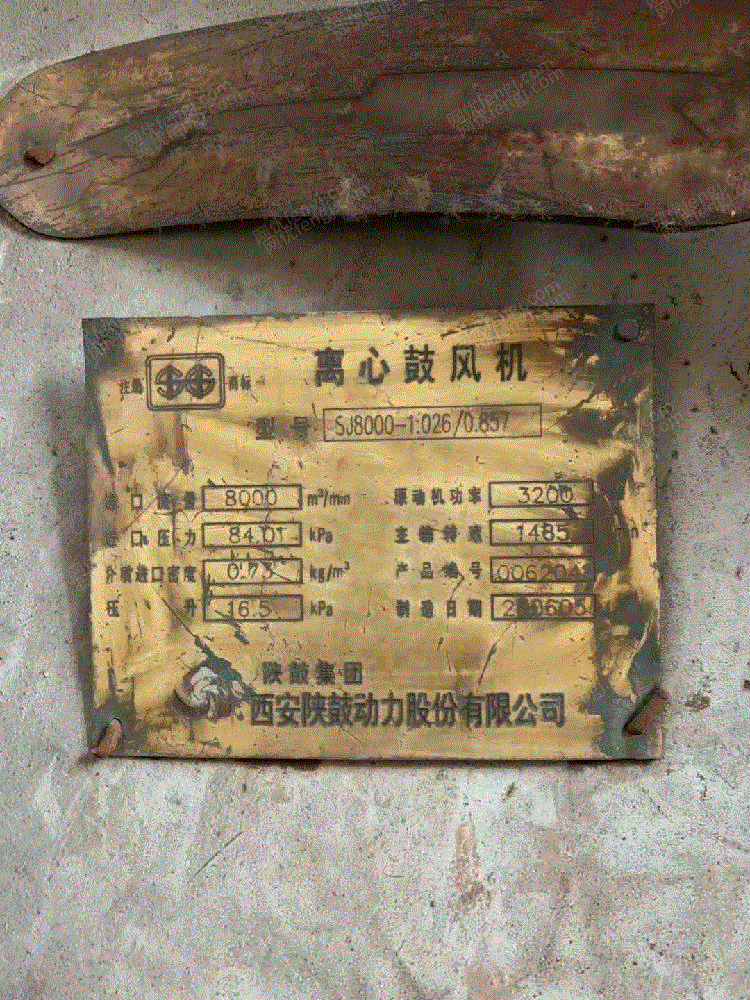 离心鼓风机
注册 商标
型号 SJ8000-1.026/0.857
进口流量 8000 m³/min 原动机功率 3200
进口压力 84.01 kPa 主轴转速 1485
介质进口密度 0.73 kg/m³ 产品编号
压升 16.5 kPa 制造日期
陕鼓集团
西安陕鼓动力股份有限公司